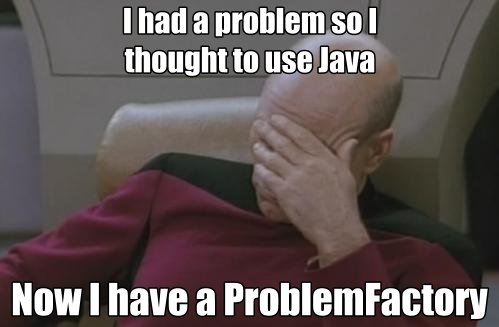 I had a problem so I
thought to use Java
Now I have a ProblemFactory